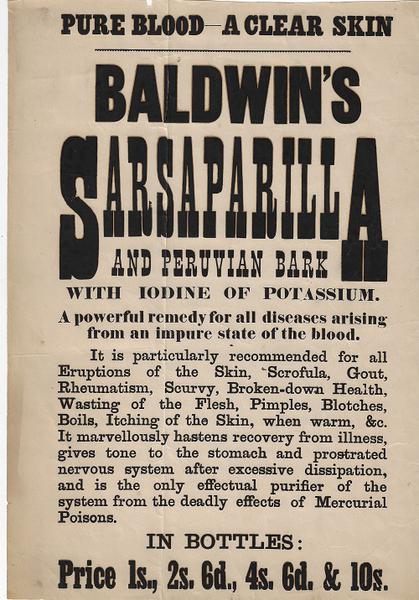 PURE BLOOD—A CLEAR SKIN
BALDWIN'S
SARSAPARILLA
AND PERUVIAN BARK
WITH IODINE OF POTASSIUM.
A powerful remedy for all diseases arising
from an impure state of the blood.
It is particularly recommended for all
Eruptions of the Skin, Scrofula, Gout,
Rheumatism, Scurvy, Broken-down Health,
Wasting of the Flesh, Pimples, Blotches,
Boils, Itching of the Skin, when warm, &c.
It marvellously hastens recovery from illness,
gives tone to the stomach and prostrated
nervous system after excessive dissipation,
and is the only effectual purifier of the
system from the deadly effects of Mercurial
Poisons.
IN BOTTLES:
Price 1s., 2s. 6d., 4s. 6d. & 10s.